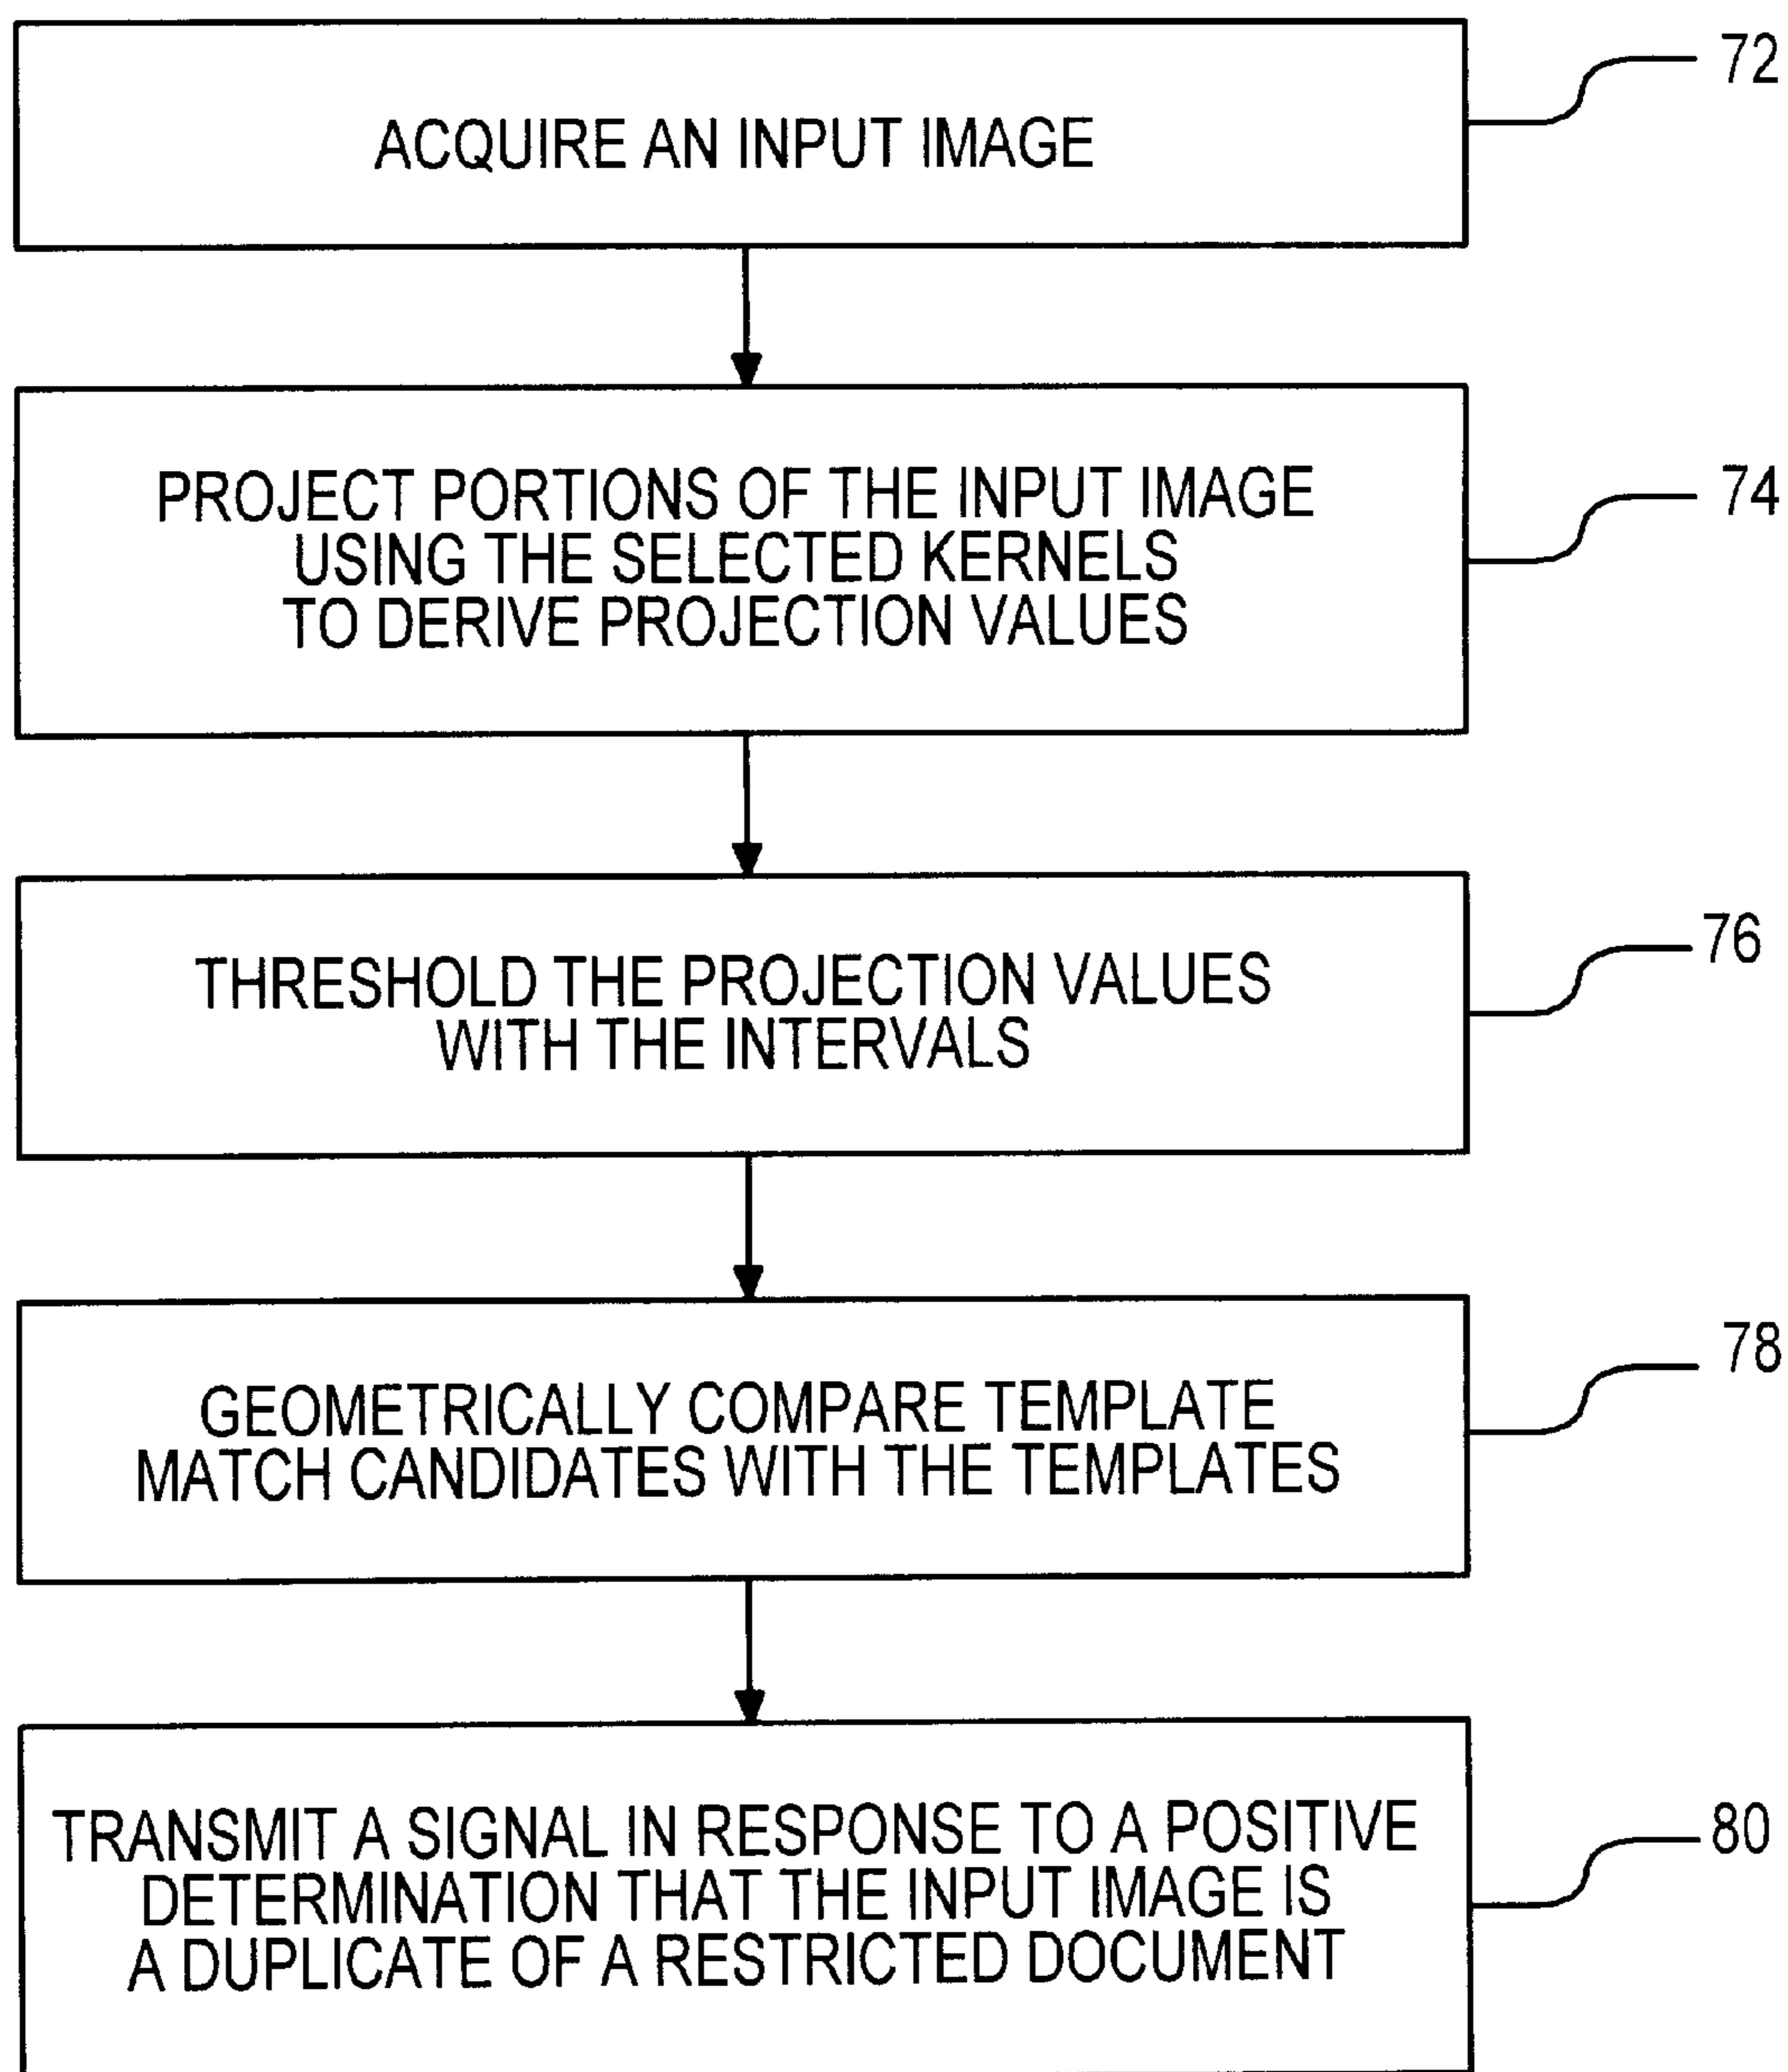 ACQUIRE AN INPUT IMAGE
72
PROJECT PORTIONS OF THE INPUT IMAGE
USING THE SELECTED KERNELS
TO DERIVE PROJECTION VALUES
74
THRESHOLD THE PROJECTION VALUES
WITH THE INTERVALS
76
GEOMETRICALLY COMPARE TEMPLATE
MATCH CANDIDATES WITH THE TEMPLATES
78
TRANSMIT A SIGNAL IN RESPONSE TO A POSITIVE
DETERMINATION THAT THE INPUT IMAGE IS
A DUPLICATE OF A RESTRICTED DOCUMENT
80